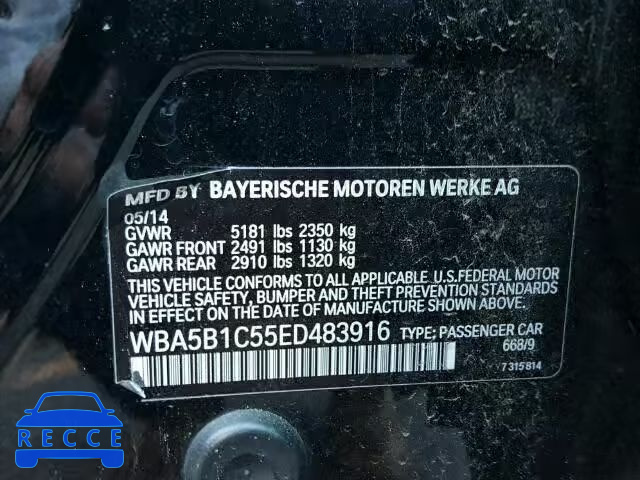 MFD BY BAYERISCHE MOTOREN WERKE AG
05/14
GVWR 5181 lbs 2350 kg
GAWR FRONT 2491 lbs 1130 kg
GAWR REAR 2910 lbs 1320 kg
THIS VEHICLE CONFORMS TO ALL APPLICABLE U.S.FEDERAL MOTOR
VEHICLE SAFETY, BUMPER AND THEFT PREVENTION STANDARDS
IN EFFECT ON THE DATE OF MANUFACTURE SHOWN ABOVE.
WBA5B1C55ED483916 TYPE: PASSENGER CAR
668/9
7315814
RECCE
RECCE